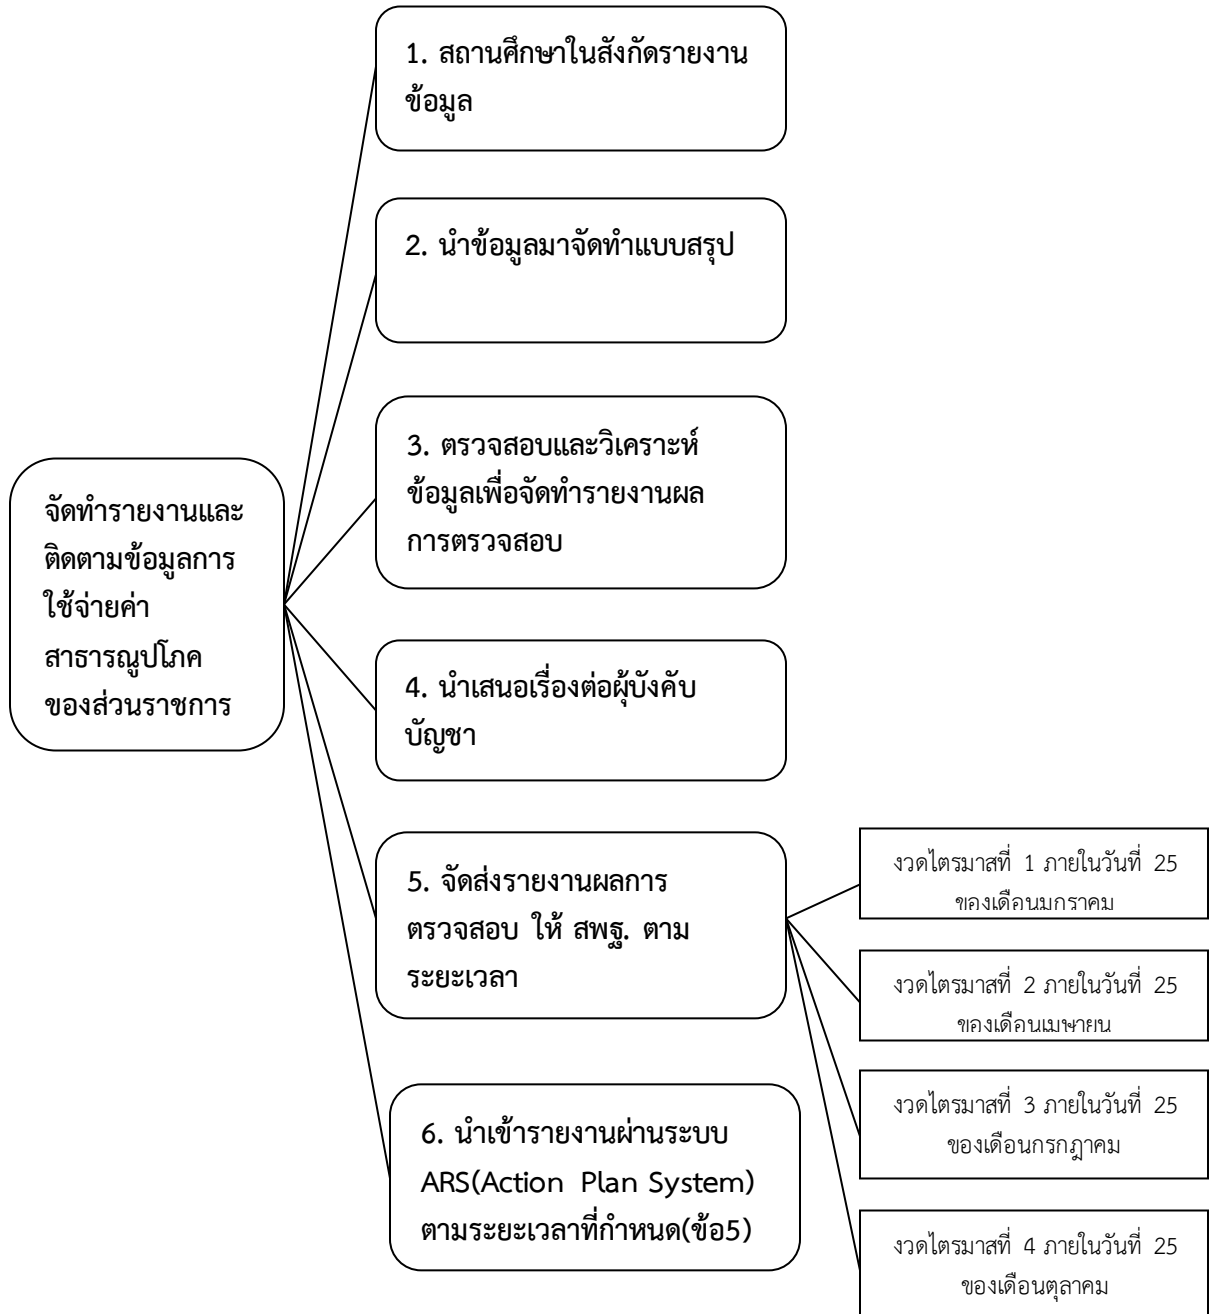 1. สถานศึกษาในสังกัดรายงาน
ข้อมูล
2. นำข้อมูลมาจัดทำแบบสรุป
3. ตรวจสอบและวิเคราะห์
ข้อมูลเพื่อจัดทำรายงานผล
การตรวจสอบ
จัดทำรายงานและ
ติดตามข้อมูลการ
ใช้จ่ายค่า
สาธารณูปโภค
ของส่วนราชการ
4. นำเสนอเรื่องต่อผุ้บังคับ
บัญชา
5. จัดส่งรายงานผลการ
ตรวจสอบ ให้ สพฐ. ตาม
ระยะเวลา
งวดไตรมาสที่ 1 ภายในวันที่ 25
ของเดือนมกราคม
งวดไตรมาสที่ 2 ภายในวันที่ 25
ของเดือนเมษายน
งวดไตรมาสที่ 3 ภายในวันที่ 25
ของเดือนกรกฎาคม
งวดไตรมาสที่ 4 ภายในวันที่ 25
ของเดือนตุลาคม
6. นำเข้ารายงานผ่านระบบ
ARS(Action Plan System)
ตามระยะเวลาที่กำหนด(ข้อ5)